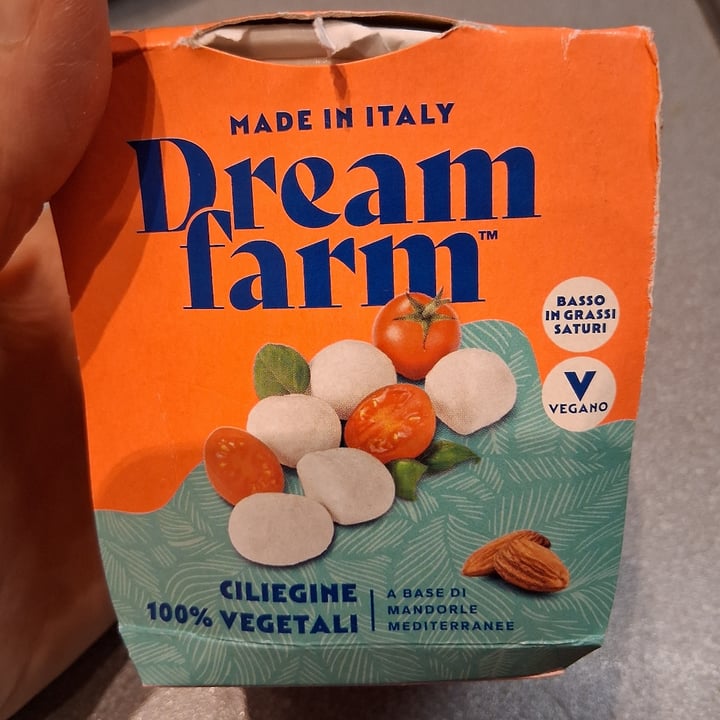 MADE IN ITALY
Dream
farm™
BASSO
IN GRASSI
SATURI
V
VEGANO
CILIEGINE
100% VEGETALI
A BASE DI
MANDORLE
MEDITERRANEE